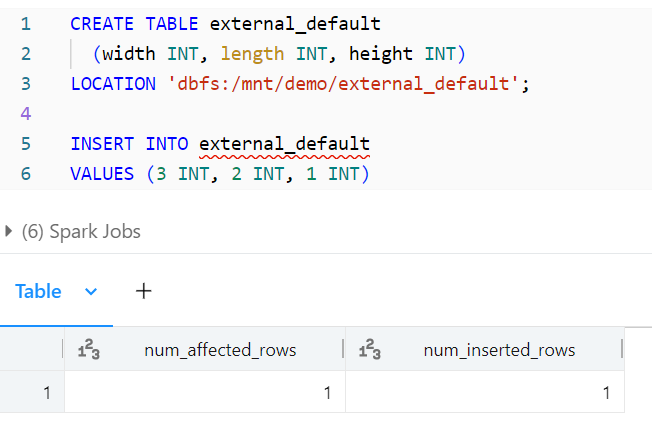 1 CREATE TABLE external_default
2 (width INT, length INT, height INT)
3 LOCATION 'dbfs:/mnt/demo/external_default';
4
5 INSERT INTO external_default
6 VALUES (3 INT, 2 INT, 1 INT)
(6) Spark Jobs
Table +
1²3 num_affected_rows 1²3 num_inserted_rows
1 1 1